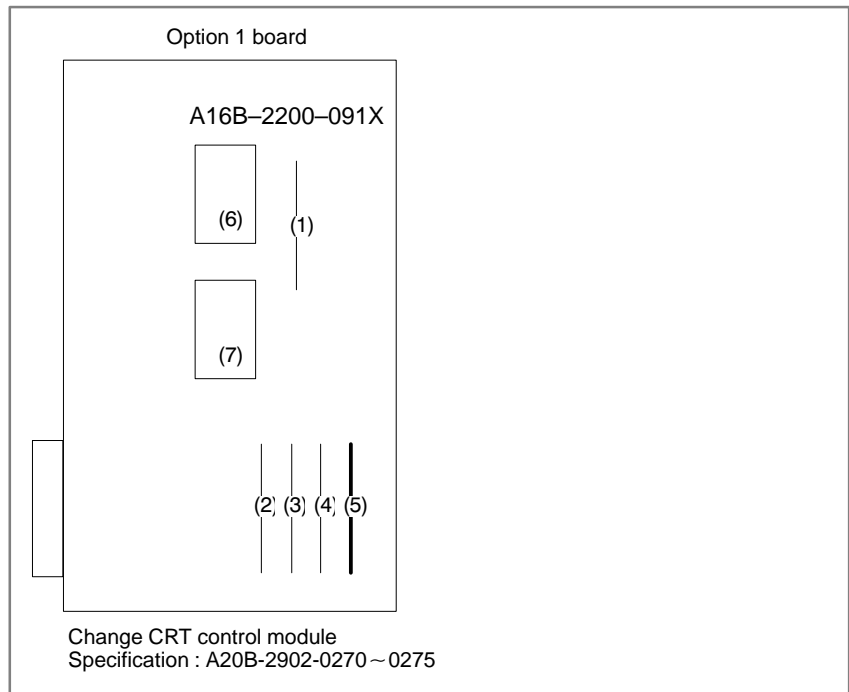 Option 1 board
A16B–2200–091X
(6)
(1)
(7)
(2) (3) (4) (5)
Change CRT control module
Specification : A20B-2902-0270~0275